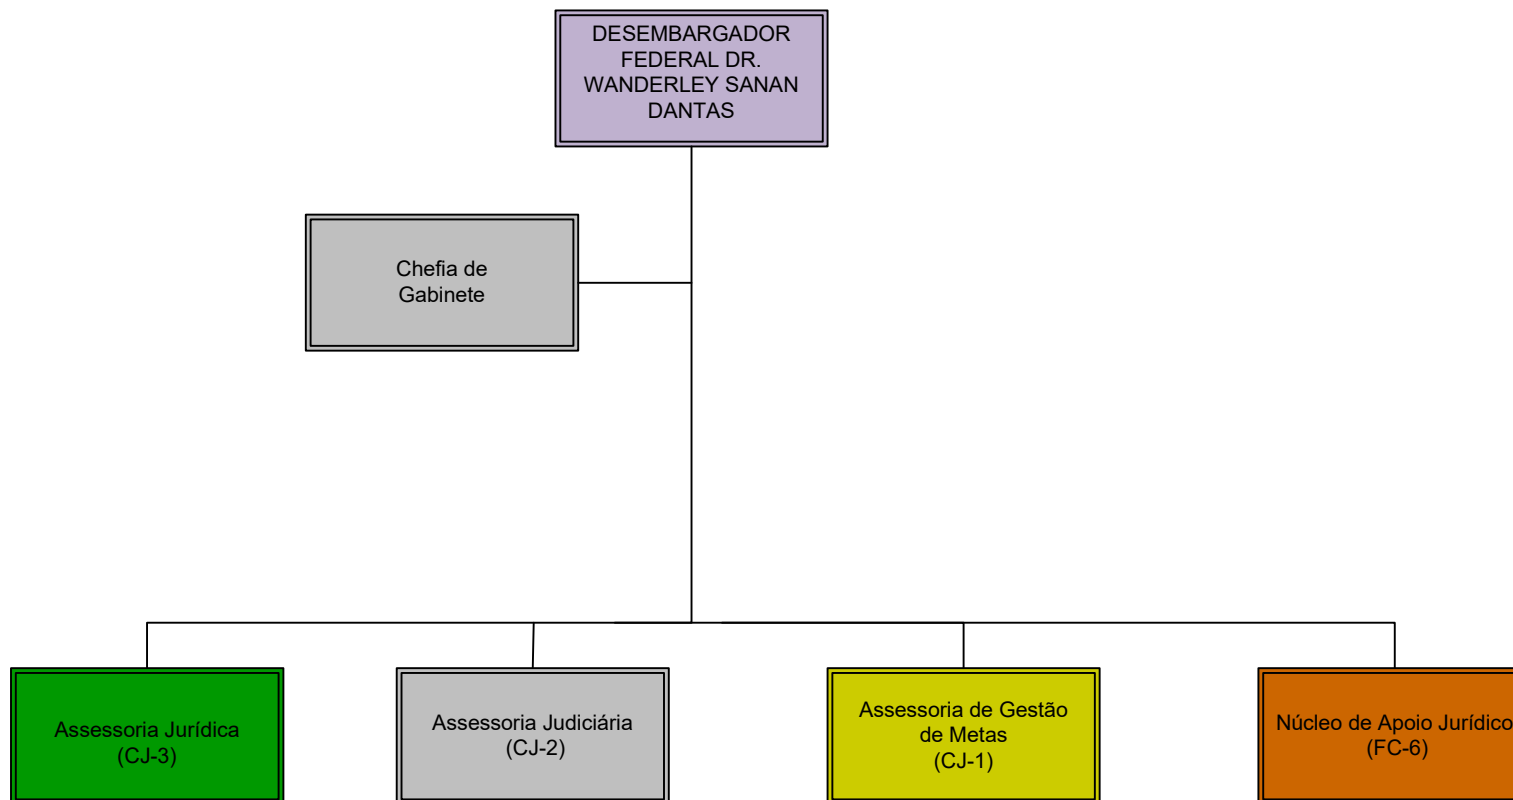 DESEMBARGADOR
FEDERAL DR.
WANDERLEY SANAN
DANTAS
Chefia de
Gabinete
Assessoria Jurídica
(CJ-3)
Assessoria Judiciária
(CJ-2)
Assessoria de Gestão
de Metas
(CJ-1)
Núcleo de Apoio Jurídico
(FC-6)